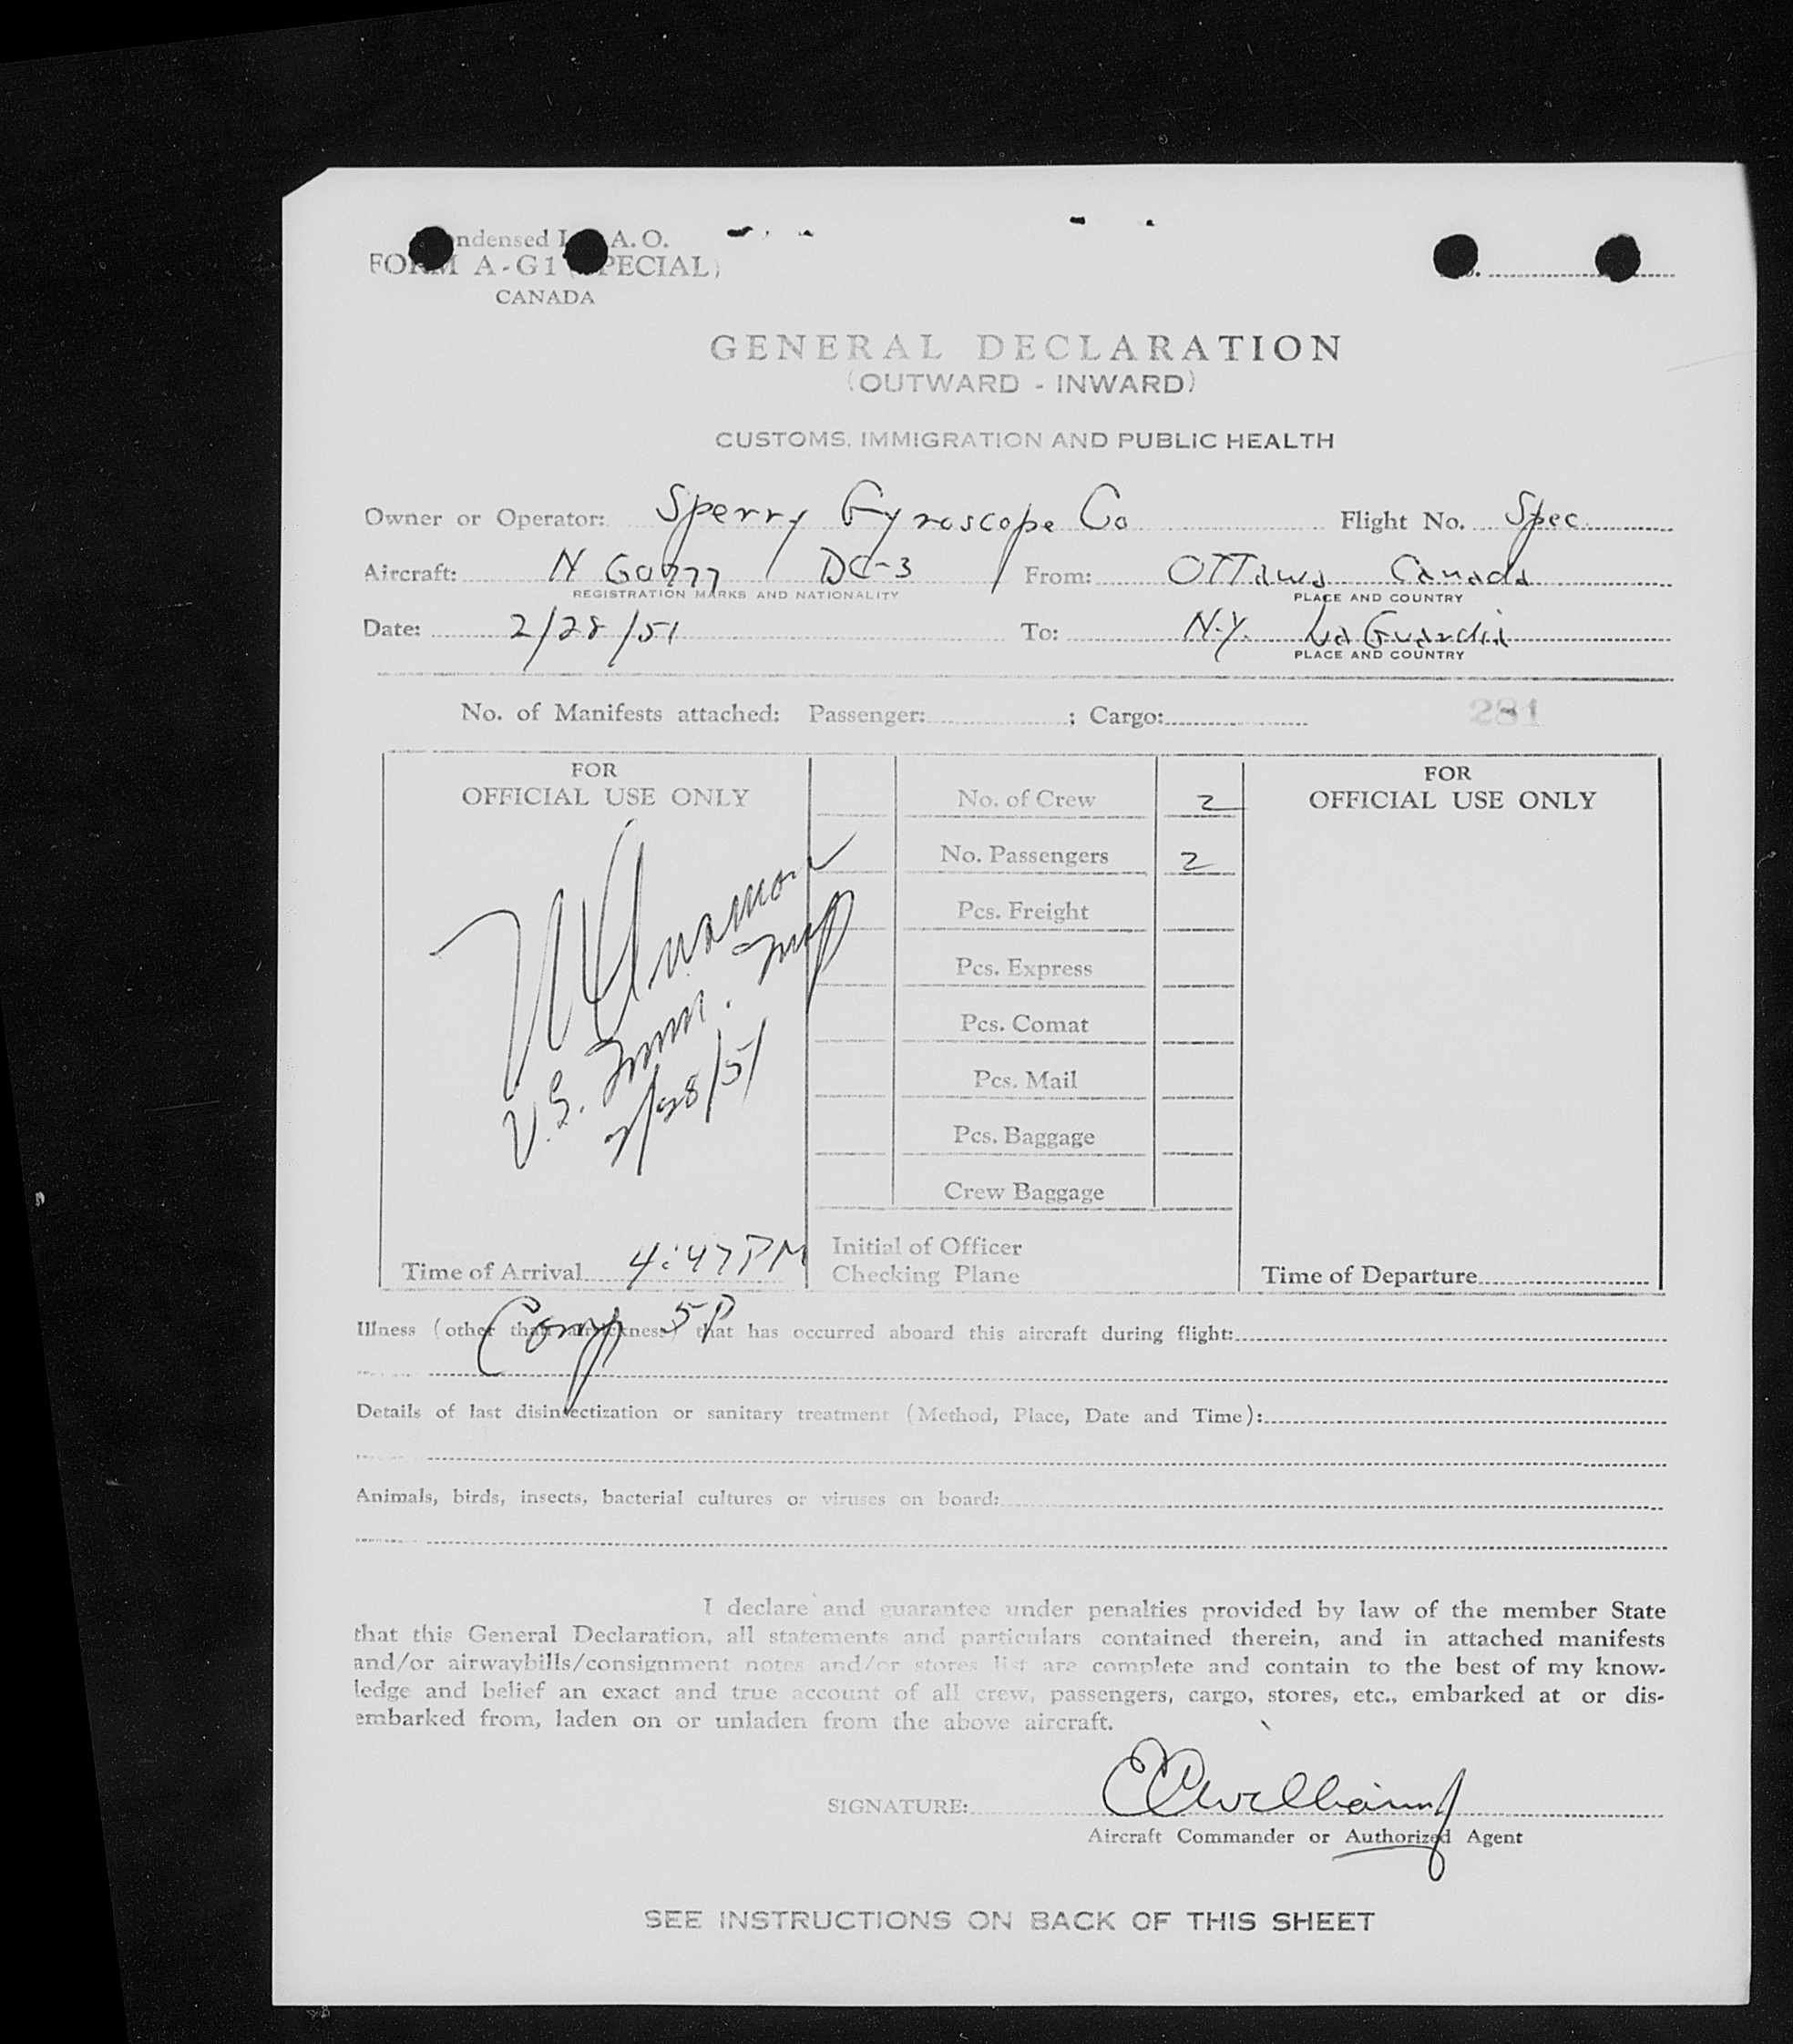 ndensed I A. O.
FORM A-G1 (SPECIAL)
CANADA
GENERAL DECLARATION
(OUTWARD - INWARD)
CUSTOMS, IMMIGRATION AND PUBLIC HEALTH
Owner or Operator: Sperry Gyroscope Co Flight No. Spec
Aircraft: N DC-3 From: OTTawa Canada
REGISTRATION MARKS AND NATIONALITY PLACE AND COUNTRY
Date: 2/28/51 To: N.Y. LaGuardia
PLACE AND COUNTRY
No. of Manifests attached: Passenger: ; Cargo: 281
FOR
OFFICIAL USE ONLY
U.S. Imm. Insp
2/28/51
Time of Arrival 4:47PM
No. of Crew 2
No. Passengers 2
Pcs. Freight
Pcs. Express
Pcs. Comat
Pcs. Mail
Pcs. Baggage
Crew Baggage
Initial of Officer
Checking Plane
FOR
OFFICIAL USE ONLY
Time of Departure
Comp 5P
Illness (other than airsickness) that has occurred aboard this aircraft during flight:
Details of last disinsectization or sanitary treatment (Method, Place, Date and Time):
Animals, birds, insects, bacterial cultures or viruses on board:
I declare and guarantee under penalties provided by law of the member State
that this General Declaration, all statements and particulars contained therein, and in attached manifests
and/or airwaybills/consignment notes and/or stores list are complete and contain to the best of my know-
ledge and belief an exact and true account of all crew, passengers, cargo, stores, etc., embarked at or dis-
embarked from, laden on or unladen from the above aircraft.
SIGNATURE: EEWilliams
Aircraft Commander or Authorized Agent
SEE INSTRUCTIONS ON BACK OF THIS SHEET